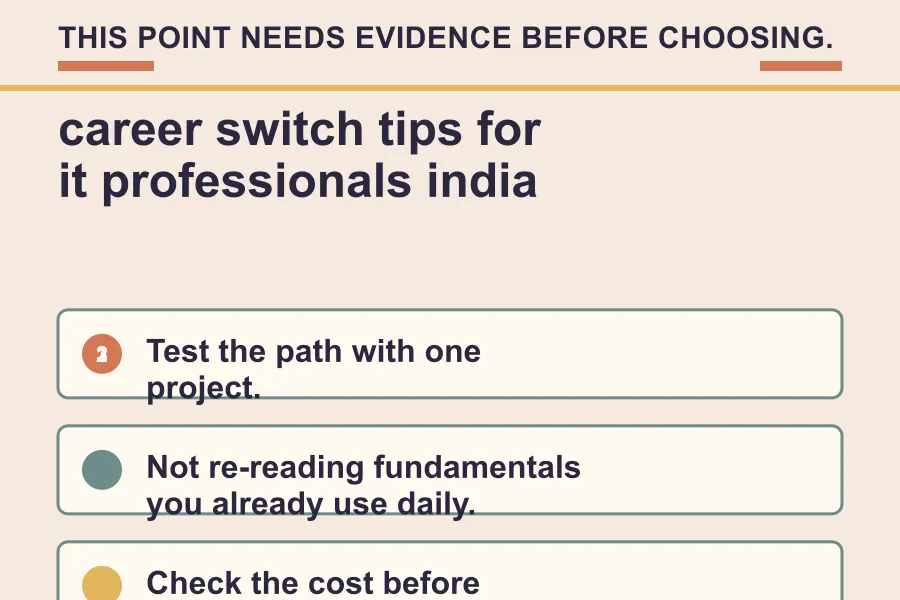 THIS POINT NEEDS EVIDENCE BEFORE CHOOSING.
career switch tips for
it professionals india
Test the path with one
project.
Not re-reading fundamentals
you already use daily.
Check the cost before